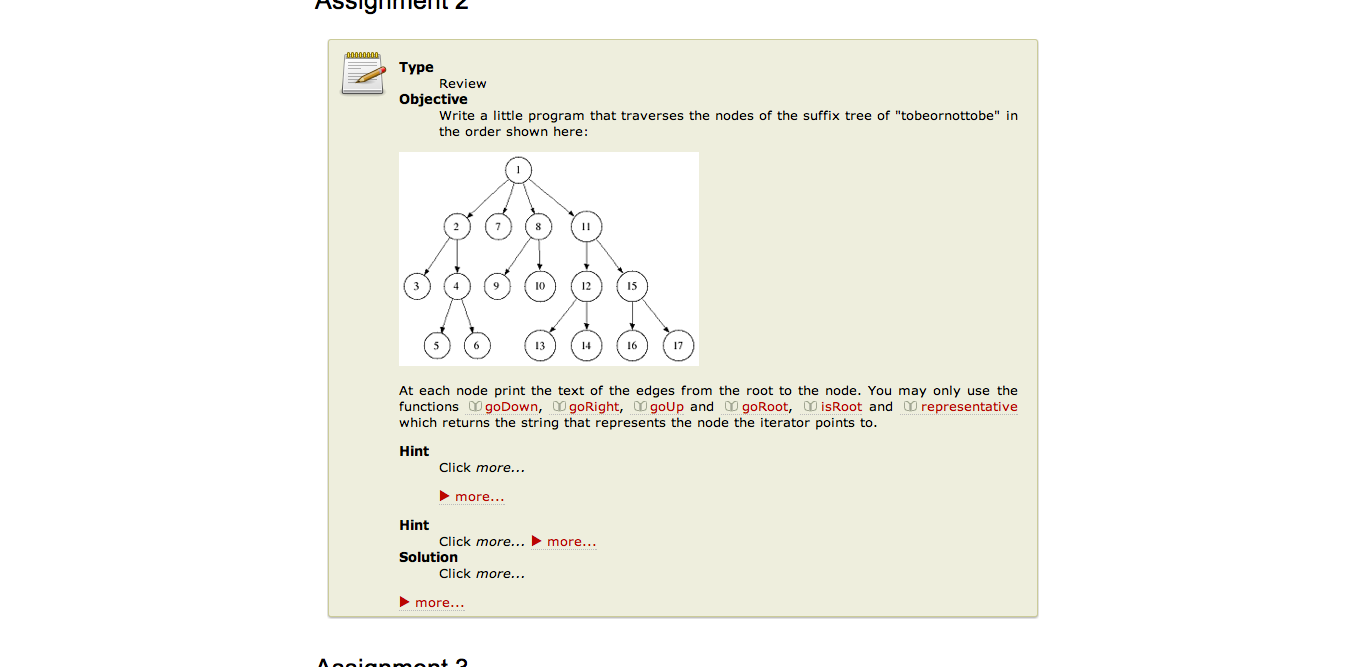 Assignment 2
Type
Review
Objective
Write a little program that traverses the nodes of the suffix tree of "tobeornottobe" in
the order shown here:
1
2 7 8 11
3 4 9 10 12 15
5 6 13 14 16 17
At each node print the text of the edges from the root to the node. You may only use the
functions goDown, goRight, goUp and goRoot, isRoot and representative
which returns the string that represents the node the iterator points to.
Hint
Click more...
more...
Hint
Click more... more...
Solution
Click more...
more...
Assignment 3